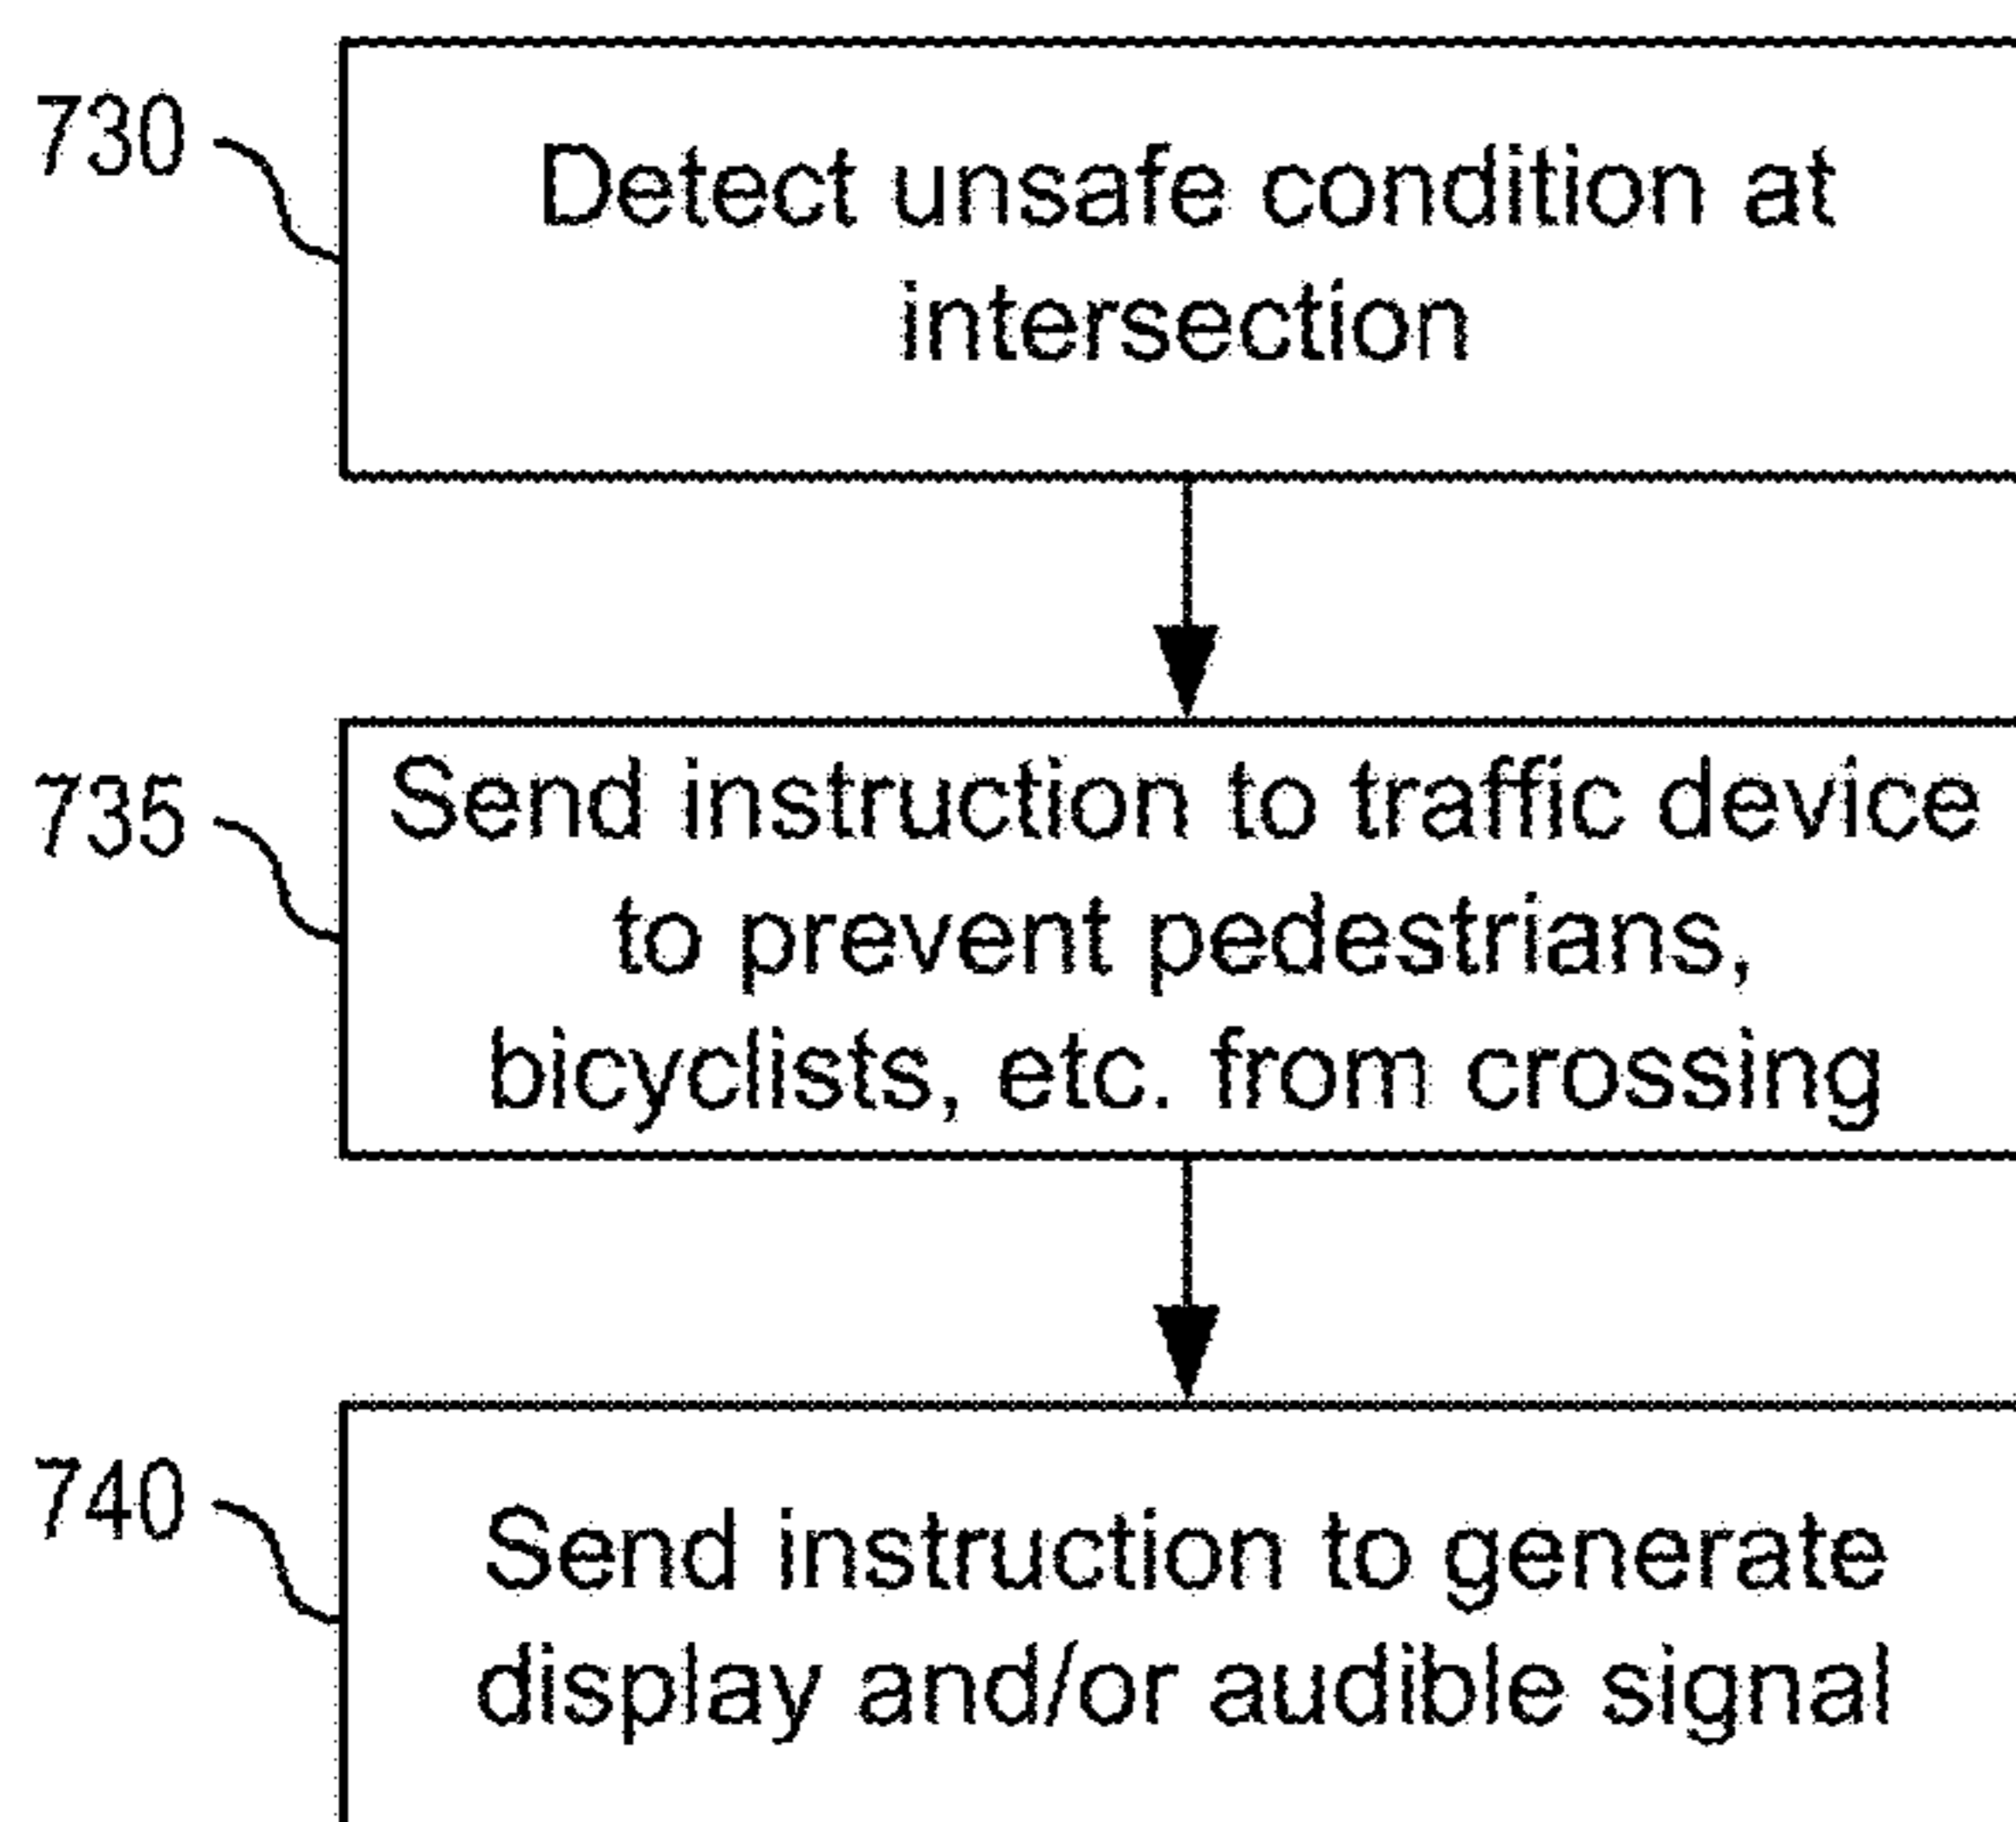 730
Detect unsafe condition at
intersection
735
Send instruction to traffic device
to prevent pedestrians,
bicyclists, etc. from crossing
740
Send instruction to generate
display and/or audible signal